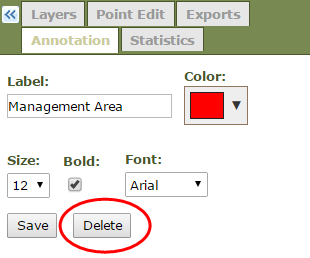 « Layers Point Edit Exports
Annotation Statistics
Label: Color:
Management Area
Size: Bold: Font:
12 Arial
Save Delete